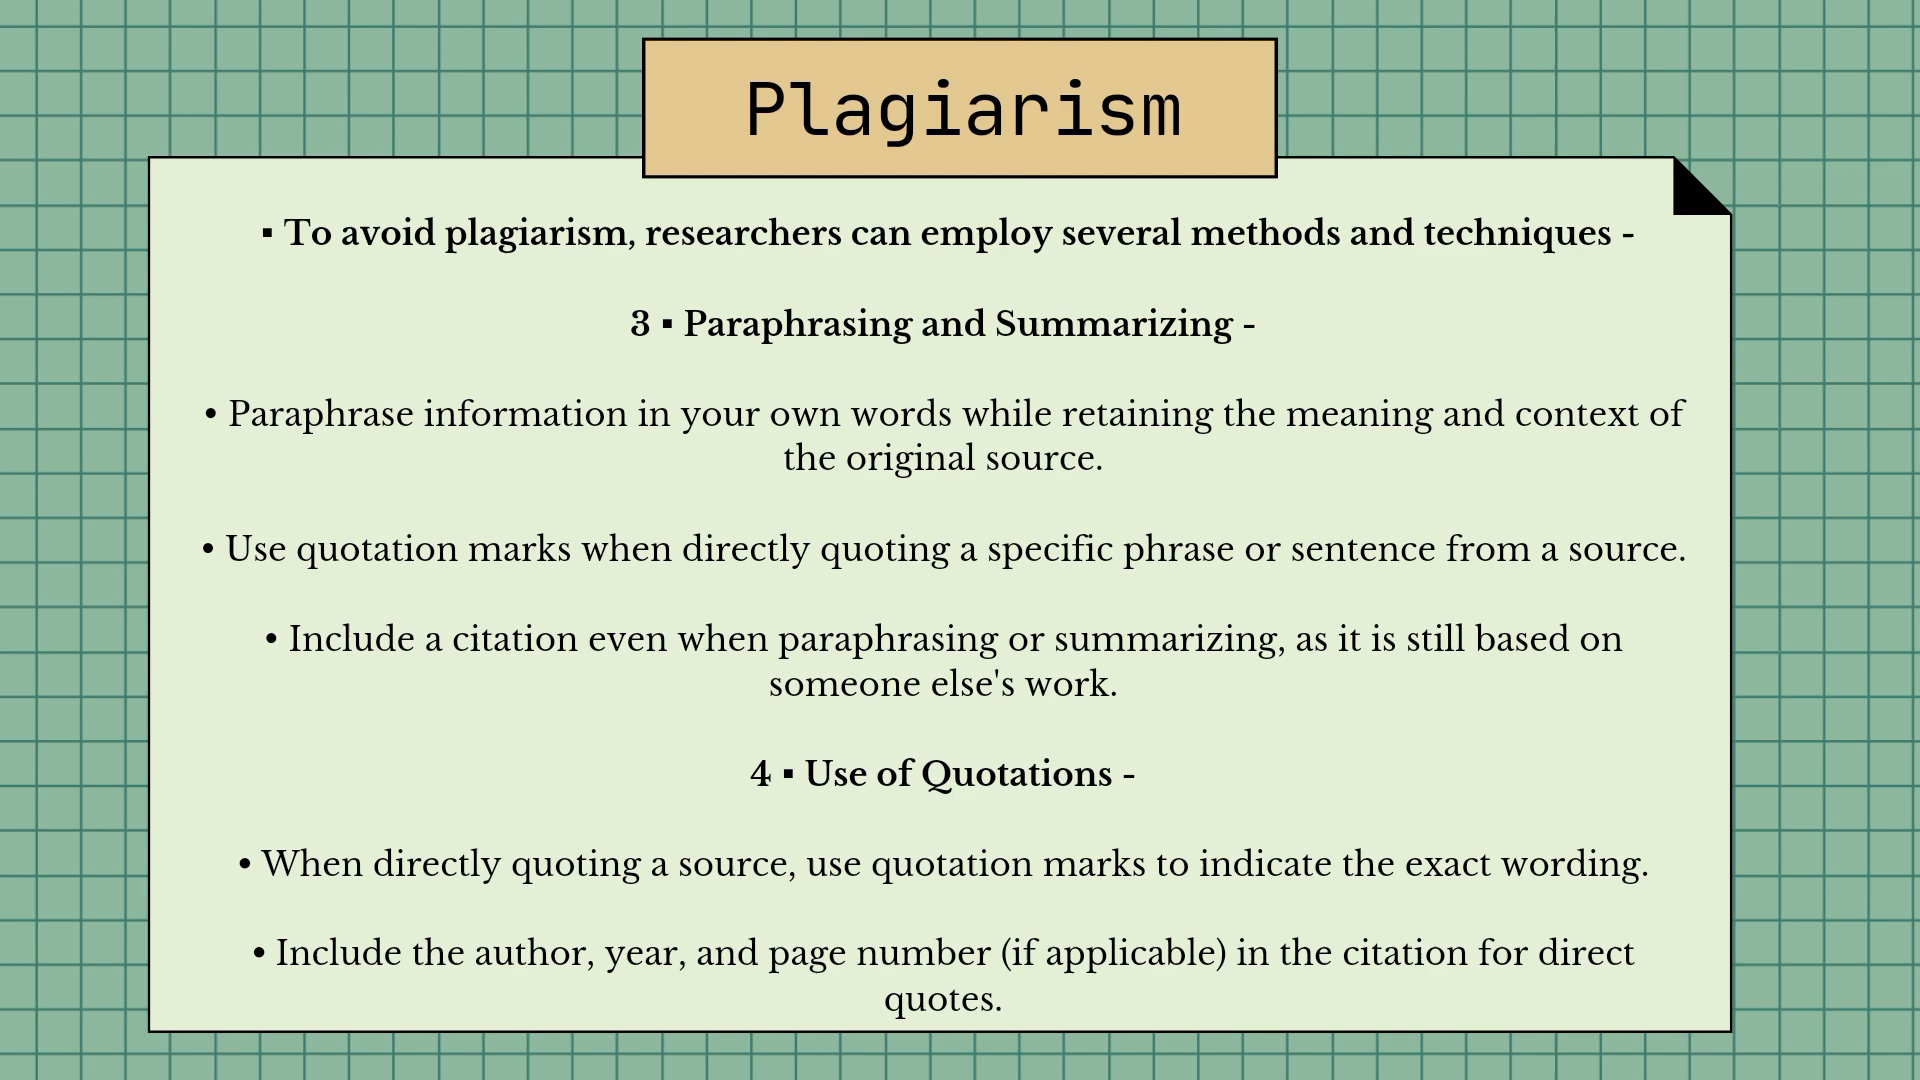 Plagiarism
▪ To avoid plagiarism, researchers can employ several methods and techniques -
3 ▪ Paraphrasing and Summarizing -
• Paraphrase information in your own words while retaining the meaning and context of
the original source.
• Use quotation marks when directly quoting a specific phrase or sentence from a source.
• Include a citation even when paraphrasing or summarizing, as it is still based on
someone else's work.
4 ▪ Use of Quotations -
• When directly quoting a source, use quotation marks to indicate the exact wording.
• Include the author, year, and page number (if applicable) in the citation for direct
quotes.